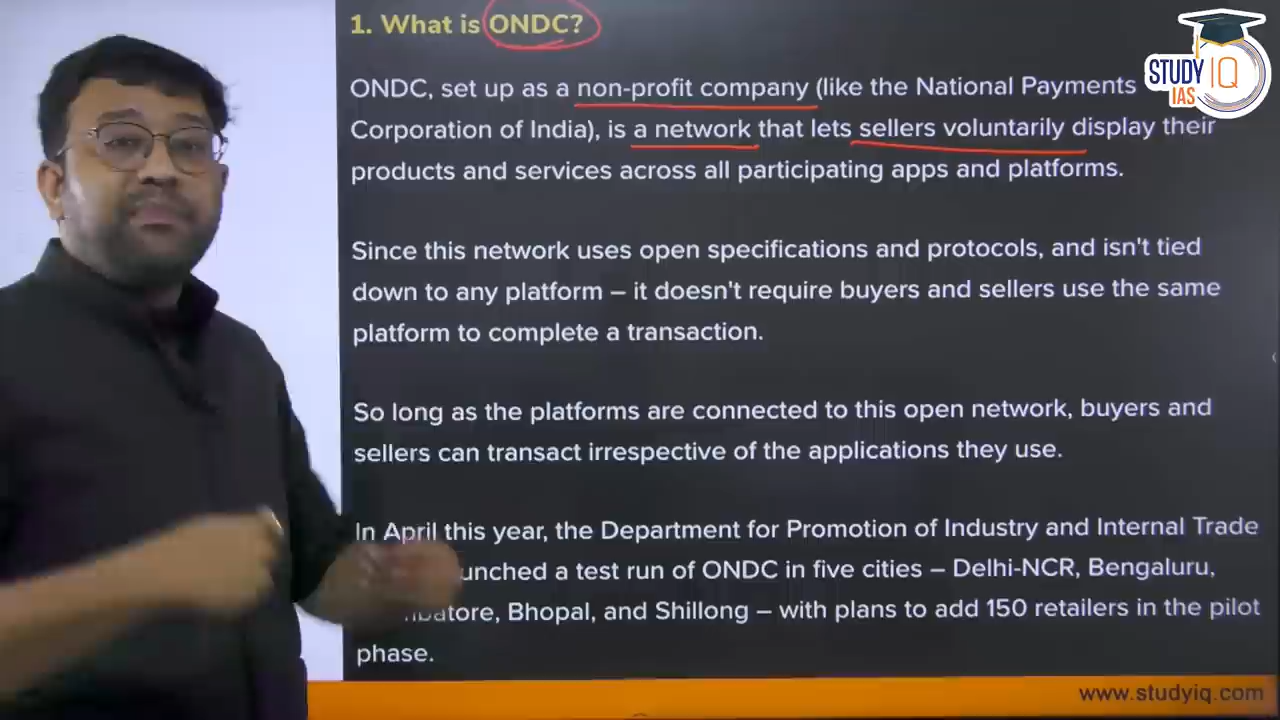 1. What is ONDC?
STUDY IQ
IAS
ONDC, set up as a non-profit company (like the National Payments
Corporation of India), is a network that lets sellers voluntarily display their
products and services across all participating apps and platforms.
Since this network uses open specifications and protocols, and isn't tied
down to any platform – it doesn't require buyers and sellers use the same
platform to complete a transaction.
So long as the platforms are connected to this open network, buyers and
sellers can transact irrespective of the applications they use.
In April this year, the Department for Promotion of Industry and Internal Trade
unched a test run of ONDC in five cities – Delhi-NCR, Bengaluru,
batore, Bhopal, and Shillong – with plans to add 150 retailers in the pilot
phase.
www.studyiq.com